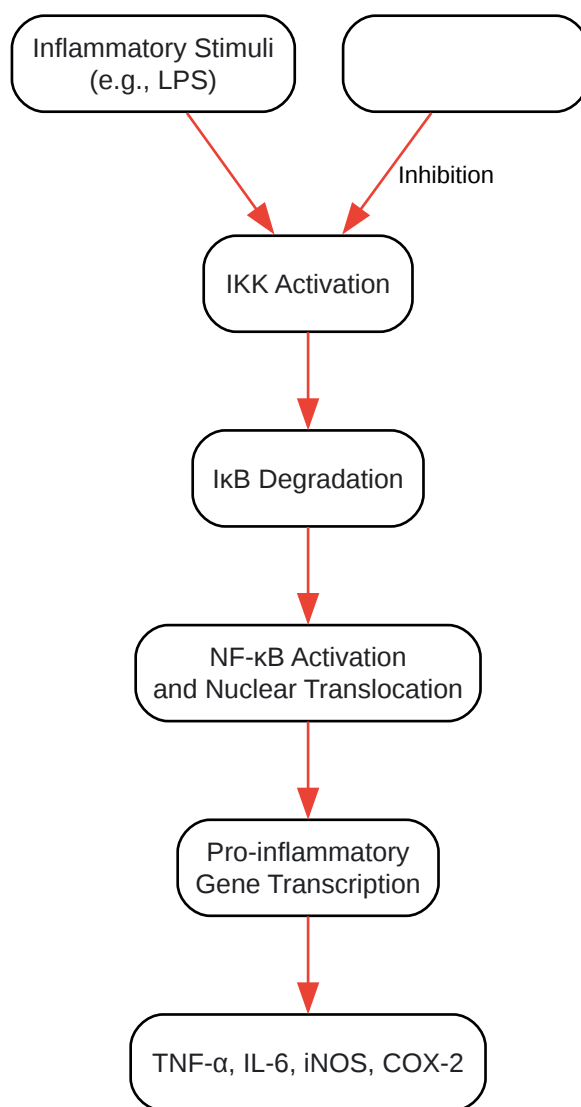 Inflammatory Stimuli
(e.g., LPS)
Inhibition
IKK Activation
IκB Degradation
NF-κB Activation
and Nuclear Translocation
Pro-inflammatory
Gene Transcription
TNF-α, IL-6, iNOS, COX-2